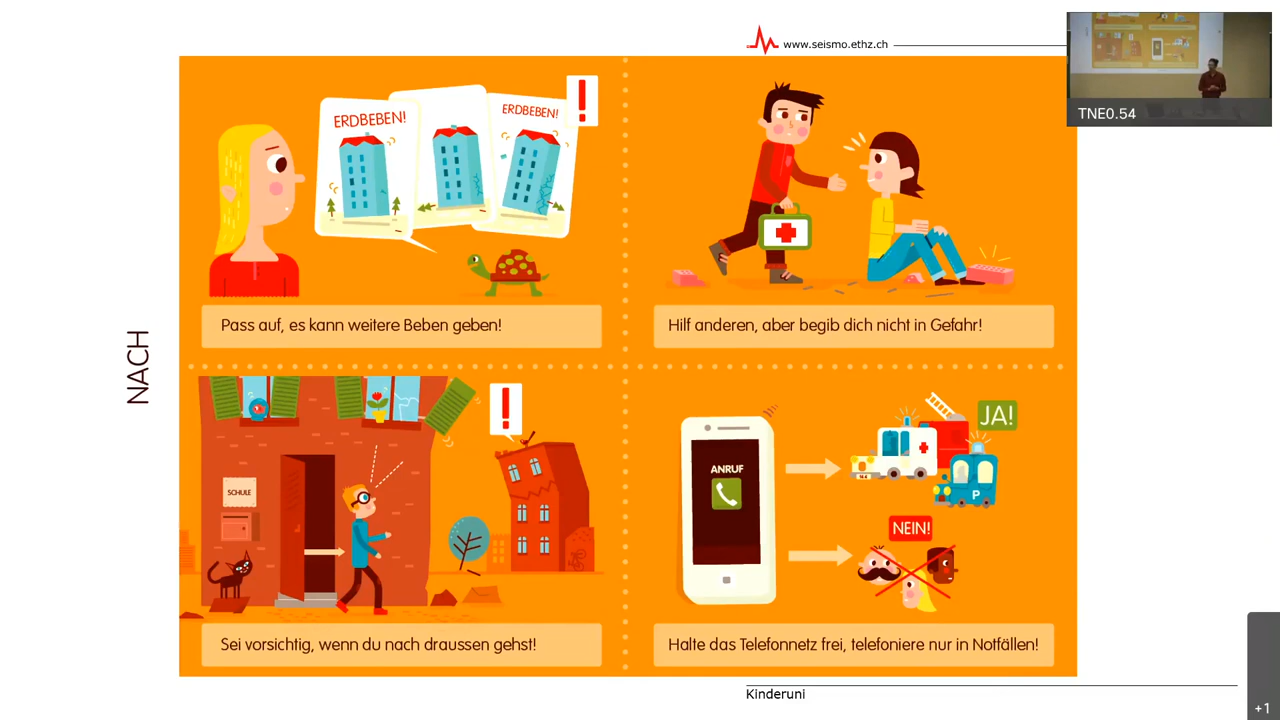 www.seismo.ethz.ch
TNE0.54
NACH
ERDBEBEN!
ERDBEBEN!
!
Pass auf, es kann weitere Beben geben!
Hilf anderen, aber begib dich nicht in Gefahr!
!
SCHULE
Sei vorsichtig, wenn du nach draussen gehst!
ANRUF
JA!
P
NEIN!
Halte das Telefonnetz frei, telefoniere nur in Notfällen!
Kinderuni
+1